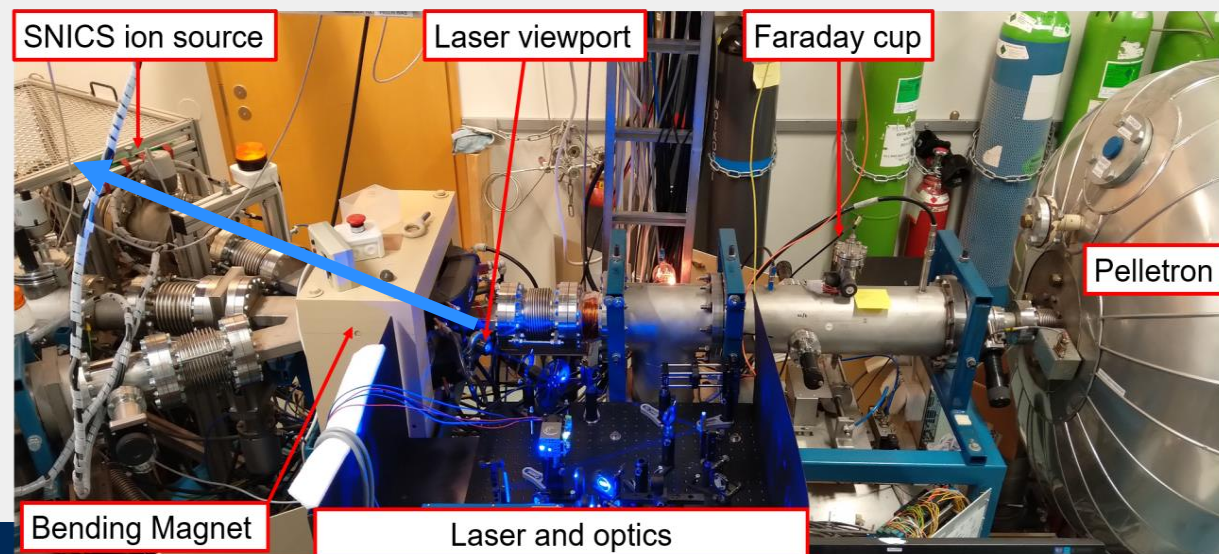 SNICS ion source
Laser viewport
Faraday cup
Pelletron
Bending Magnet
Laser and optics